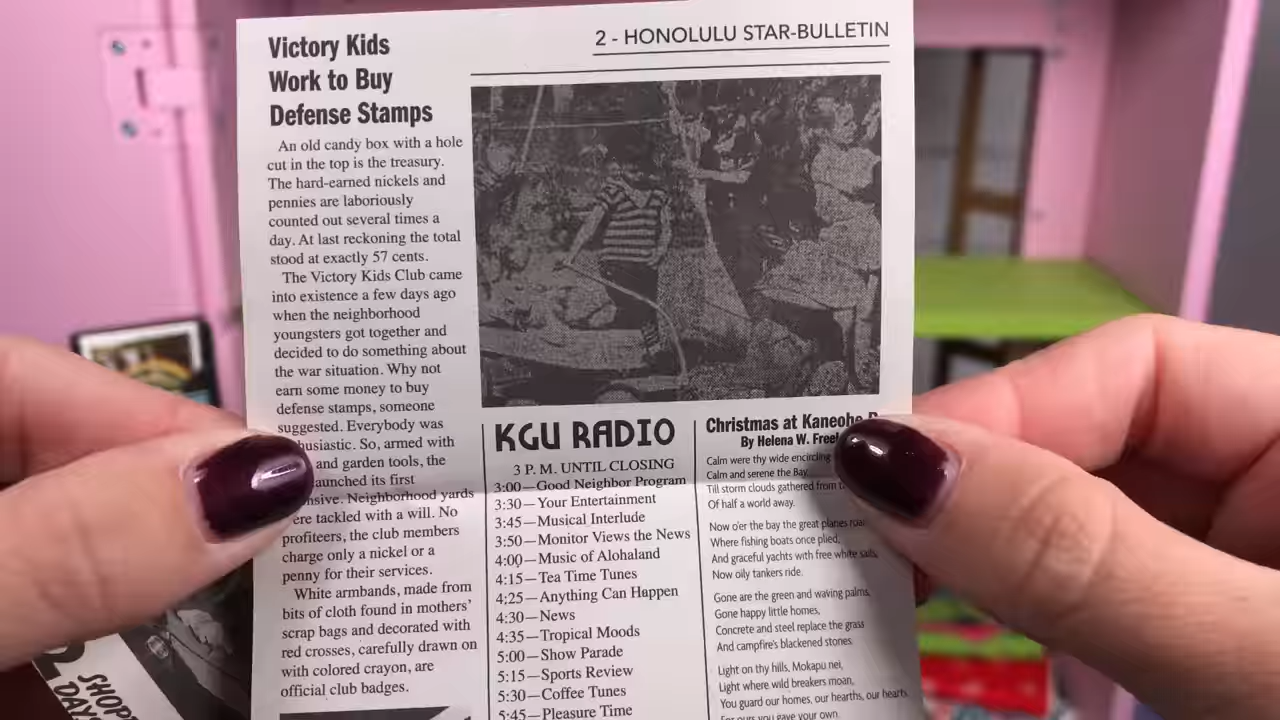 Victory Kids
Work to Buy
Defense Stamps
An old candy box with a hole
cut in the top is the treasury.
The hard-earned nickels and
pennies are laboriously
counted out several times a
day. At last reckoning the total
stood at exactly 57 cents.
The Victory Kids Club came
into existence a few days ago
when the neighborhood
youngsters got together and
decided to do something about
the war situation. Why not
earn some money to buy
defense stamps, someone
suggested. Everybody was
So, armed with
and garden tools, the
its first
Neighborhood yards
tackled with a will. No
profiteers, the club members
charge only a nickel or a
penny for their services.
White armbands, made from
bits of cloth found in mothers'
scrap bags and decorated with
red crosses, carefully drawn on
with colored crayon, are
official club badges.
2 - HONOLULU STAR-BULLETIN
KGU RADIO
3 P. M. UNTIL CLOSING
3:00—Good Neighbor Program
3:30—Your Entertainment
3:45—Musical Interlude
3:50—Monitor Views the News
4:00—Music of Alohaland
4:15—Tea Time Tunes
4:25—Anything Can Happen
4:30—News
4:35—Tropical Moods
5:00—Show Parade
5:15—Sports Review
5:30—Coffee Tunes
5:45—Pleasure Time
Christmas at Kaneohe
By Helena W.
Calm were thy wide encircling
Calm and serene the Bay,
Till storm clouds gathered from
Of half a world away.
Now o'er the bay the great planes roar
Where fishing boats once plied,
And graceful yachts with free white sails,
Now oily tankers ride.
Gone are the green and waving palms,
Gone happy little homes,
Concrete and steel replace the grass
And campfire's blackened stones.
Light on thy hills, Mokapu nei,
Light where wild breakers moan,
You guard our homes, our hearths, our hearts
For ours you gave your own.
2 SHOP
DAY